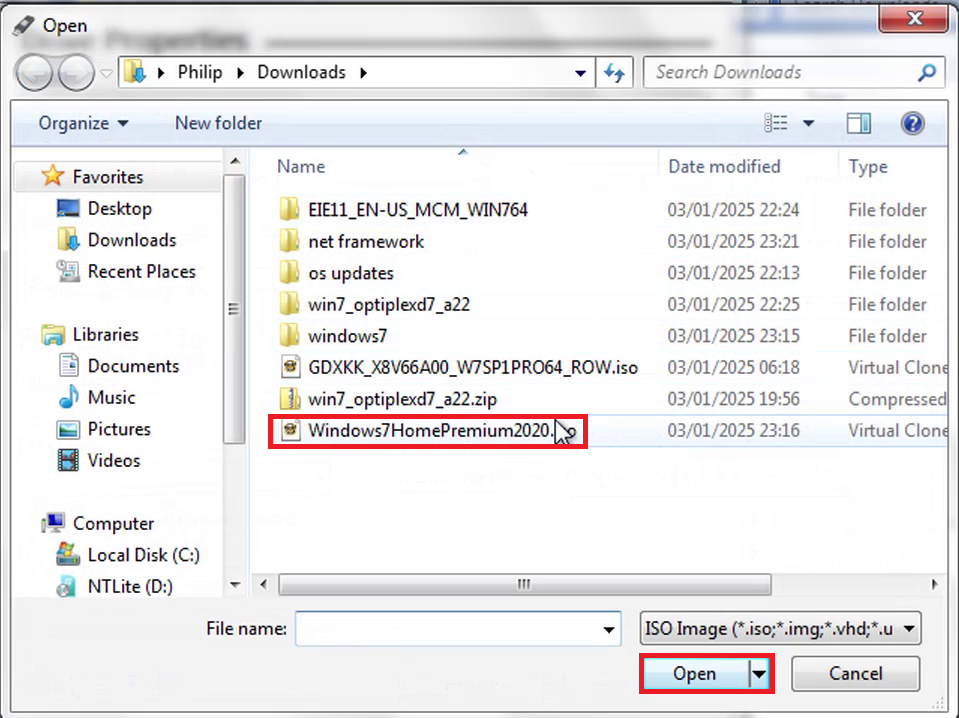 Open
Philip Downloads
Search Downloads
Organize
New folder
Name
Date modified
Type
Favorites
Desktop
Downloads
Recent Places
Libraries
Documents
Music
Pictures
Videos
Computer
Local Disk (C:)
NTLite (D:)
EIE11_EN-US_MCM_WIN764 03/01/2025 22:24 File folder
net framework 03/01/2025 23:21 File folder
os updates 03/01/2025 22:13 File folder
win7_optiplexd7_a22 03/01/2025 22:25 File folder
windows7 03/01/2025 23:15 File folder
GDXKK_X8V66A00_W7SP1PRO64_ROW.iso 03/01/2025 06:18 Virtual Clone
win7_optiplexd7_a22.zip 03/01/2025 19:56 Compressed
Windows7HomePremium2020. 03/01/2025 23:16 Virtual Clone
File name:
ISO Image (*.iso;*.img;*.vhd;*.u
Open
Cancel